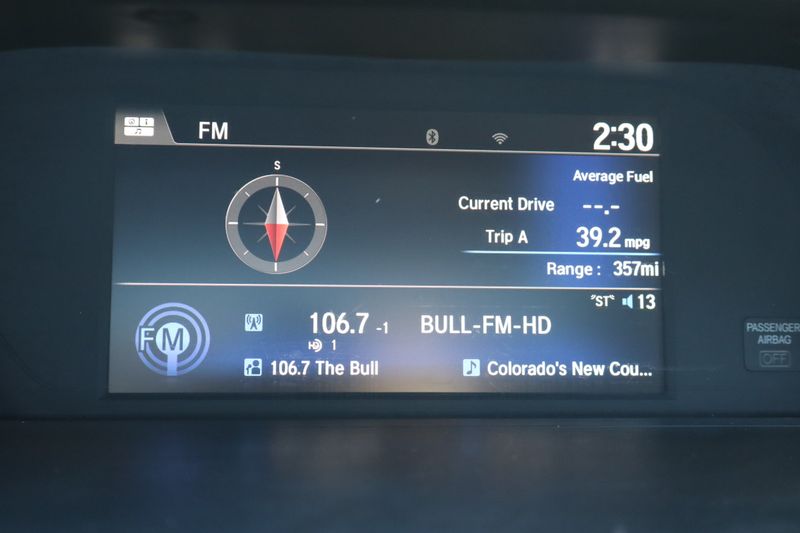 FM
2:30
S
Average Fuel
Current Drive --.-
Trip A 39.2 mpg
Range : 357mi
"ST" 13
FM
106.7 -1 BULL-FM-HD
HD 1
106.7 The Bull
Colorado's New Cou...
PASSENGER
AIRBAG
OFF